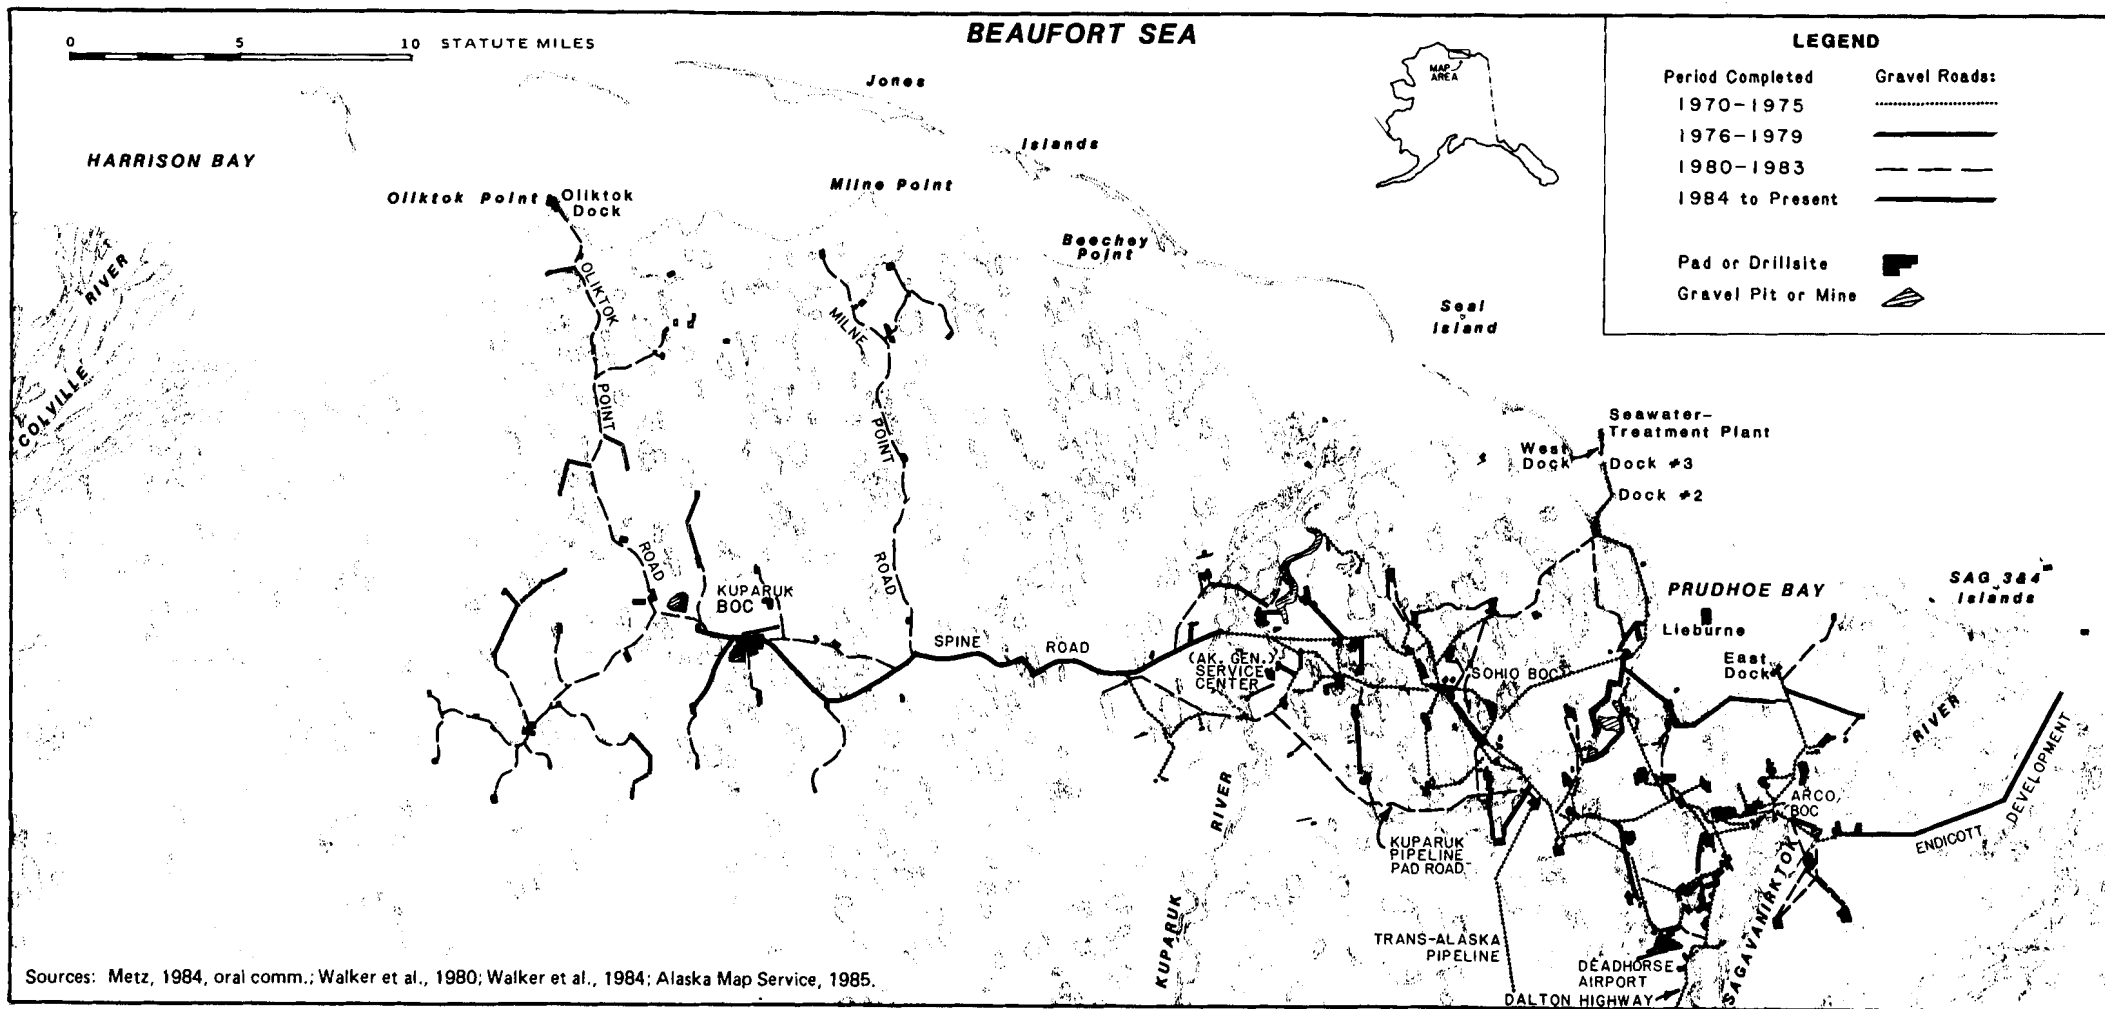 0 5 10 STATUTE MILES
BEAUFORT SEA
MAP
AREA
LEGEND
Period Completed Gravel Roads:
1970-1975
1976-1979
1980-1983
1984 to Present
Pad or Drillsite
Gravel Pit or Mine
Jones
Islands
HARRISON BAY
Oliktok Point
Oliktok
Dock
Milne Point
Beechey
Point
Seal
Island
COLVILLE RIVER
OLIKTOK
POINT
ROAD
MILNE
POINT
ROAD
Seawater-
Treatment Plant
West
Dock
Dock #3
Dock #2
KUPARUK
BOC
SPINE ROAD
(AK. GEN.)
SERVICE
CENTER
SOHIO BOC
PRUDHOE BAY
Lieburne
East
Dock
SAG 3&4
Islands
RIVER
ARCO
BOC
ENDICOTT DEVELOPMENT
KUPARUK
PIPELINE
PAD ROAD
KUPARUK RIVER
TRANS-ALASKA
PIPELINE
DEADHORSE
AIRPORT
DALTON HIGHWAY
SAGAVANIRKTOK
Sources: Metz, 1984, oral comm.; Walker et al., 1980; Walker et al., 1984; Alaska Map Service, 1985.